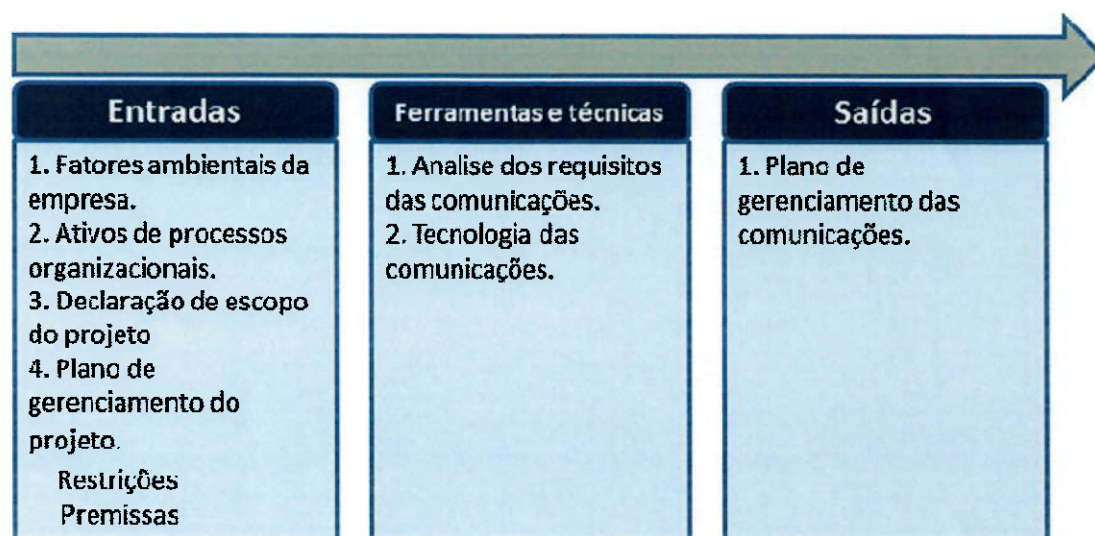 Entradas
1. Fatores ambientais da
empresa.
2. Ativos de processos
organizacionais.
3. Declaração de escopo
do projeto
4. Plano de
gerenciamento do
projeto.
Restrições
Premissas
Ferramentas e técnicas
1. Analise dos requisitos
das comunicações.
2. Tecnologia das
comunicações.
Saídas
1. Plano de
gerenciamento das
comunicações.